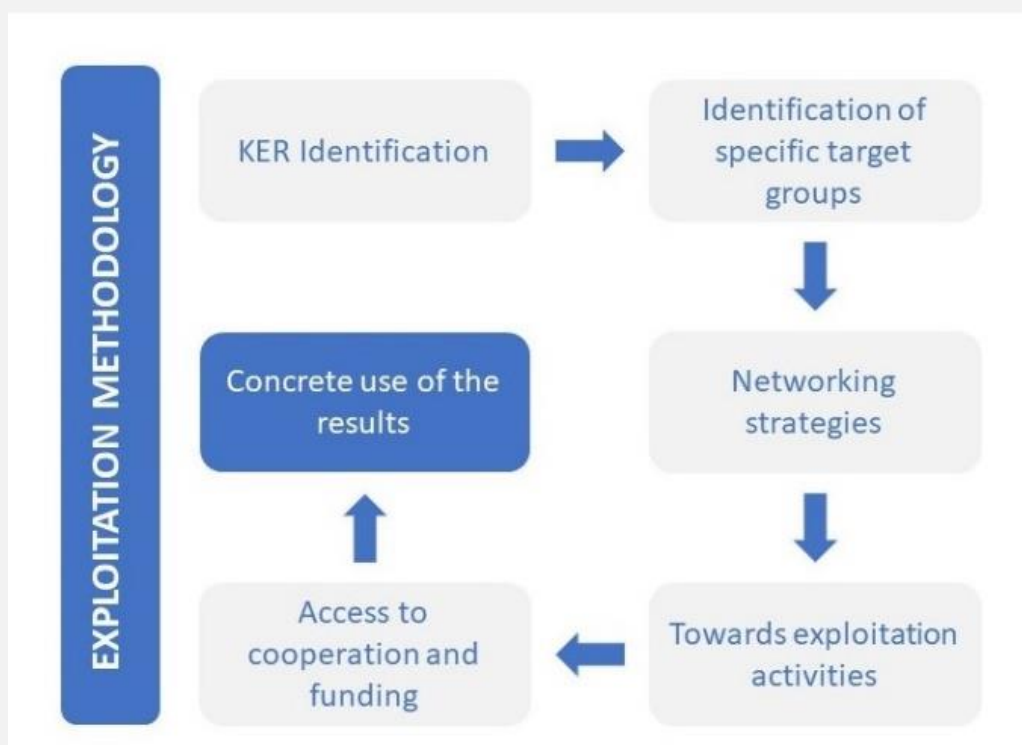 EXPLOITATION METHODOLOGY
KER Identification
Identification of
specific target
groups
Networking
strategies
Towards exploitation
activities
Access to
cooperation and
funding
Concrete use of the
results